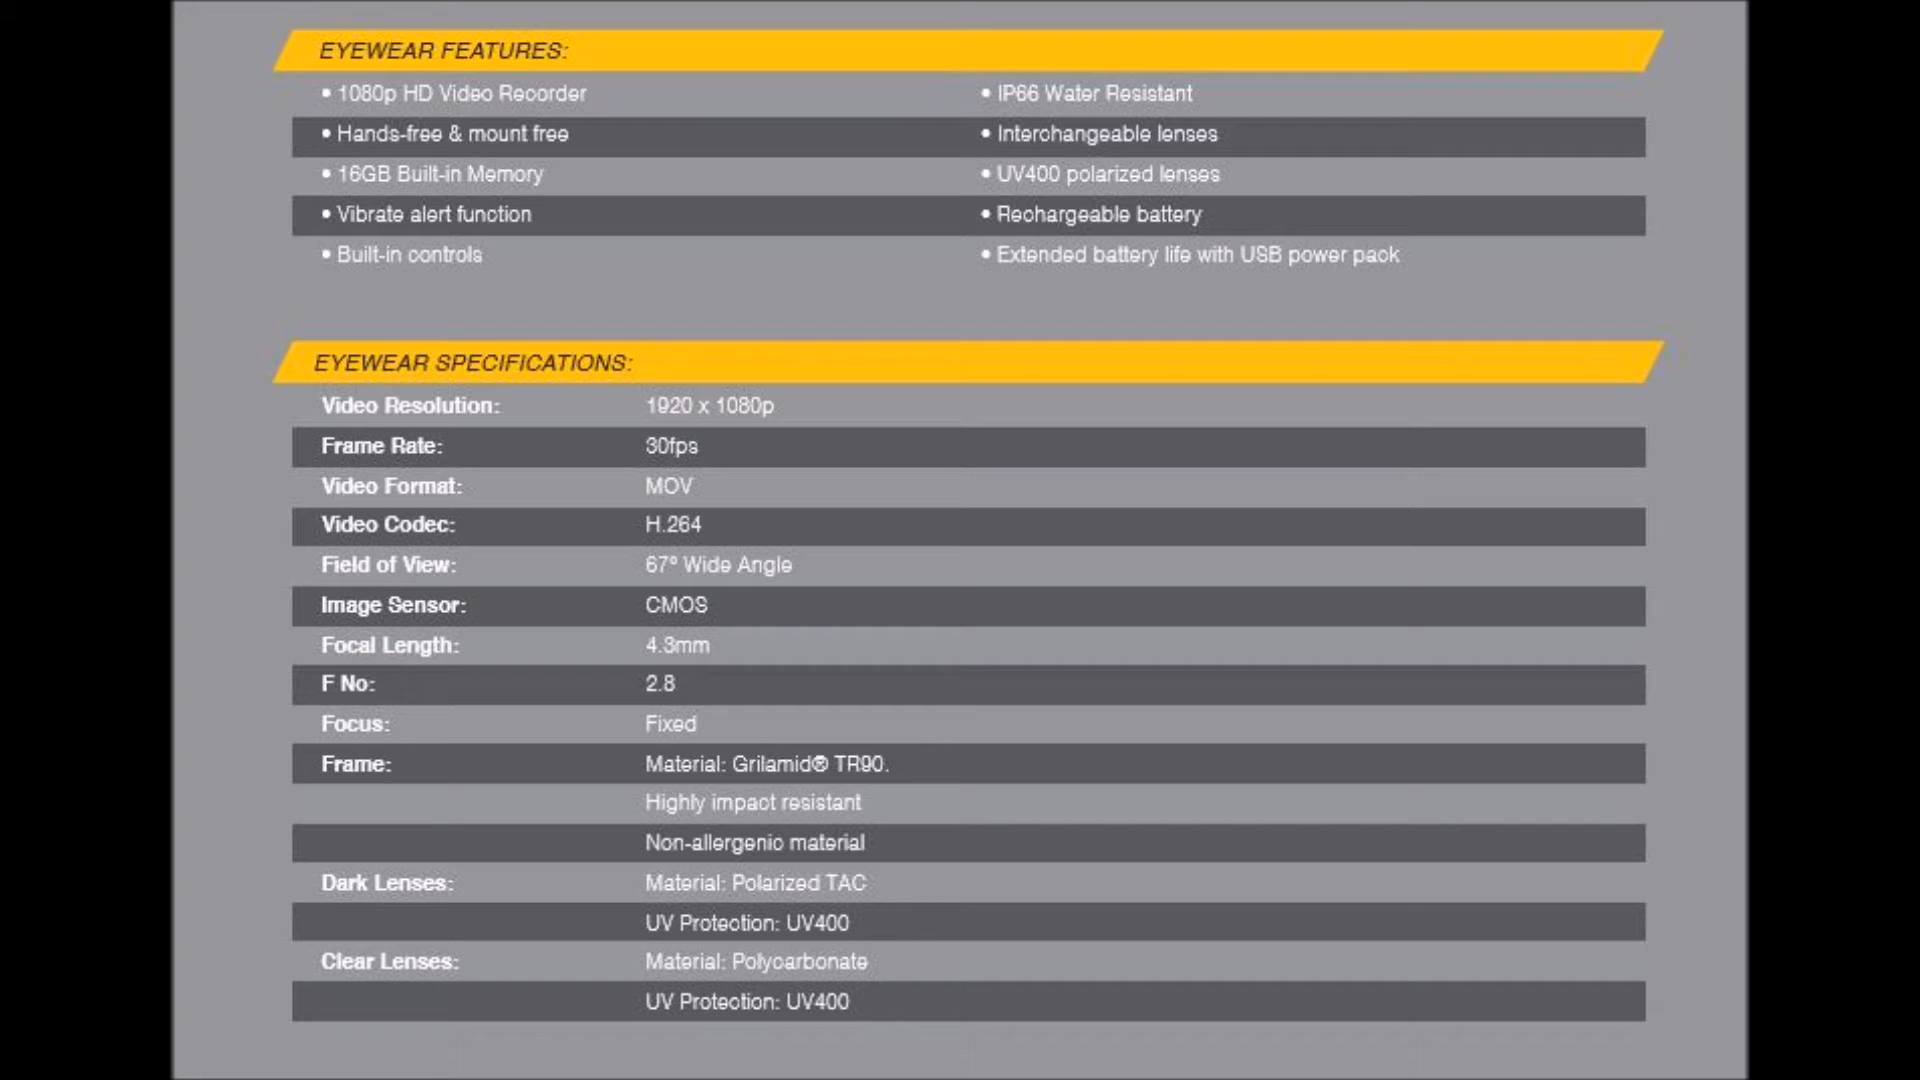 EYEWEAR FEATURES:
• 1080p HD Video Recorder • IP66 Water Resistant
• Hands-free & mount free • Interchangeable lenses
• 16GB Built-in Memory • UV400 polarized lenses
• Vibrate alert function • Rechargeable battery
• Built-in controls • Extended battery life with USB power pack
EYEWEAR SPECIFICATIONS:
Video Resolution: 1920 x 1080p
Frame Rate: 30fps
Video Format: MOV
Video Codec: H.264
Field of View: 67º Wide Angle
Image Sensor: CMOS
Focal Length: 4.3mm
F No: 2.8
Focus: Fixed
Frame: Material: Grilamid® TR90.
Highly impact resistant
Non-allergenic material
Dark Lenses: Material: Polarized TAC
UV Protection: UV400
Clear Lenses: Material: Polycarbonate
UV Protection: UV400